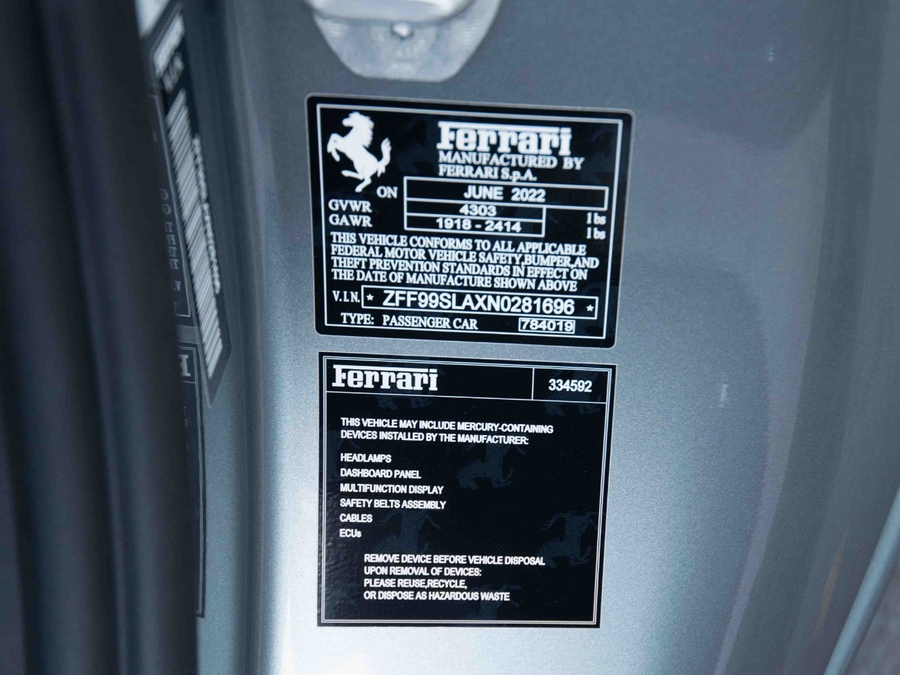 Ferrari
MANUFACTURED BY
FERRARI S.p.A.
ON JUNE 2022
GVWR 4303 lbs
GAWR 1918 - 2414 lbs
THIS VEHICLE CONFORMS TO ALL APPLICABLE
FEDERAL MOTOR VEHICLE SAFETY,BUMPER,AND
THEFT PREVENTION STANDARDS IN EFFECT ON
THE DATE OF MANUFACTURE SHOWN ABOVE
V.I.N. * ZFF99SLAXN0281696 *
TYPE: PASSENGER CAR 784019
Ferrari 334592
THIS VEHICLE MAY INCLUDE MERCURY-CONTAINING
DEVICES INSTALLED BY THE MANUFACTURER:
HEADLAMPS
DASHBOARD PANEL
MULTIFUNCTION DISPLAY
SAFETY BELTS ASSEMBLY
CABLES
ECUs
REMOVE DEVICE BEFORE VEHICLE DISPOSAL
UPON REMOVAL OF DEVICES:
PLEASE REUSE,RECYCLE,
OR DISPOSE AS HAZARDOUS WASTE